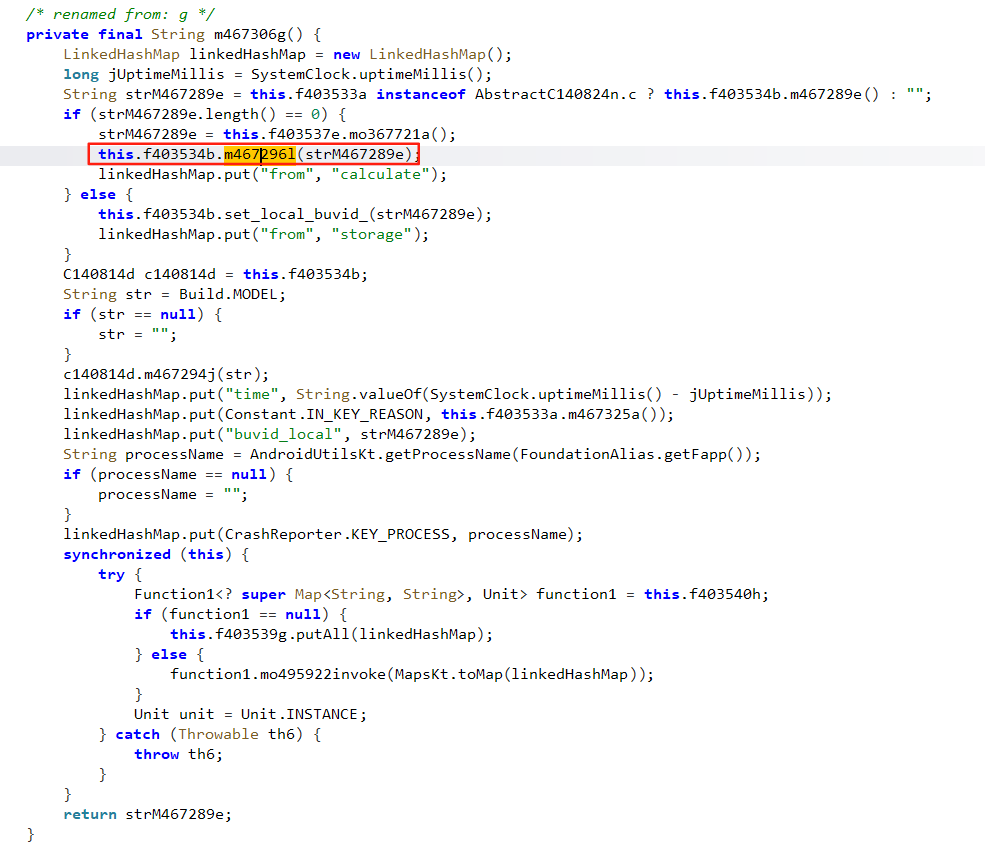 /* renamed from: g */
private final String m467306g() {
    LinkedHashMap linkedHashMap = new LinkedHashMap();
    long jUptimeMillis = SystemClock.uptimeMillis();
    String strM467289e = this.f403533a instanceof AbstractC140824n.c ? this.f403534b.m467289e() : "";
    if (strM467289e.length() == 0) {
        strM467289e = this.f403537e.mo367721a();
        this.f403534b.m467296l(strM467289e);
        linkedHashMap.put("from", "calculate");
    } else {
        this.f403534b.set_local_buvid_(strM467289e);
        linkedHashMap.put("from", "storage");
    }
    C140814d c140814d = this.f403534b;
    String str = Build.MODEL;
    if (str == null) {
        str = "";
    }
    c140814d.m467294j(str);
    linkedHashMap.put("time", String.valueOf(SystemClock.uptimeMillis() - jUptimeMillis));
    linkedHashMap.put(Constant.IN_KEY_REASON, this.f403533a.m467325a());
    linkedHashMap.put("buvid_local", strM467289e);
    String processName = AndroidUtilsKt.getProcessName(FoundationAlias.getFapp());
    if (processName == null) {
        processName = "";
    }
    linkedHashMap.put(CrashReporter.KEY_PROCESS, processName);
    synchronized (this) {
        try {
            Function1<? super Map<String, String>, Unit> function1 = this.f403540h;
            if (function1 == null) {
                this.f403539g.putAll(linkedHashMap);
            } else {
                function1.mo495922invoke(MapsKt.toMap(linkedHashMap));
            }
            Unit unit = Unit.INSTANCE;
        } catch (Throwable th6) {
            throw th6;
        }
    }
    return strM467289e;
}